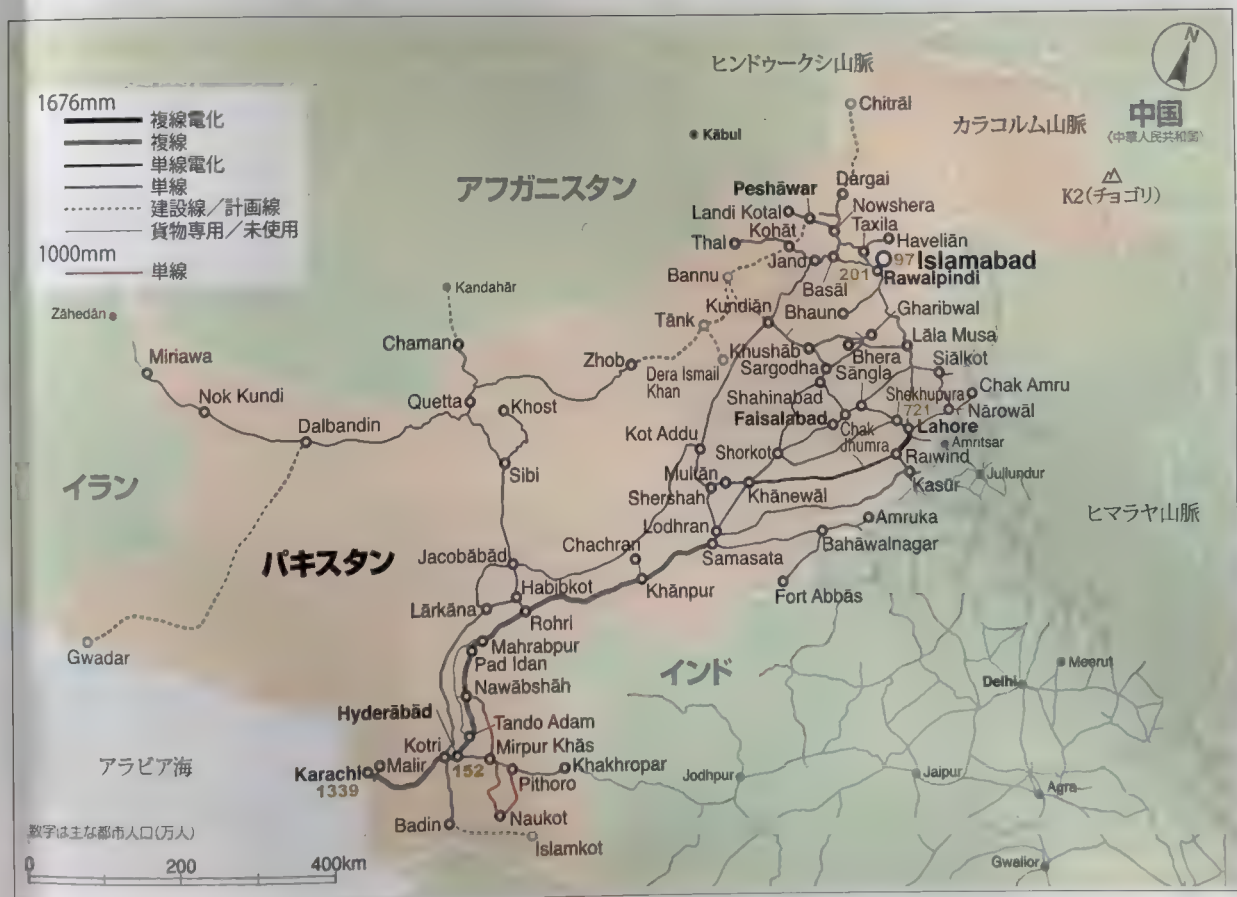 1676mm
複線電化
複線
単線電化
単線
建設線／計画線
貨物専用／未使用
1000mm
単線
N
ヒンドゥークシ山脈
Chitrāl
カラコルム山脈
中国
〈中華人民共和国〉
K2(チョゴリ)
Kābul
アフガニスタン
Dargai
Peshāwar
Nowshera
Landi Kotal
Taxila
Kohāt
Haveliān
Thal
97 Islamabad
Jand
201
Rawalpindi
Bannu
Basāl
Kandahār
Kundiān
Gharibwal
Bhaun
Zāhedān
Tānk
Lāla Musa
Chaman
Khushāb
Bhera
Siālkot
Zhob
Sargodha
Miriawa
Dera Ismail
Khan
Sāngla
Chak Amru
Shahinabad
Shekhupura
Nok Kundi
Quetta
Khost
721
Nārowāl
Faisalabad
Lahore
Dalbandin
Kot Addu
Chak
Jhumra
Amritsar
Shorkot
Raiwind
Sibi
Multān
Jullundur
Kasūr
イラン
Shershah
Khānewāl
ヒマラヤ山脈
Lodhran
Amruka
パキスタン
Jacobābād
Chachran
Samasata
Bahāwalnagar
Habibkot
Khānpur
Fort Abbās
Lārkāna
Rohri
Gwadar
Mahrabpur
Pad Idan
インド
Meerut
Delhi
Nawābshāh
Hyderābād
Tando Adam
Kotri
Mirpur Khās
アラビア海
Malir
Khakhropar
Karachi
152
Jodhpur
Jaipur
1339
Pithoro
Agra
Naukot
Badin
数字は主な都市人口(万人)
Islamkot
0
200
400km
Gwalior